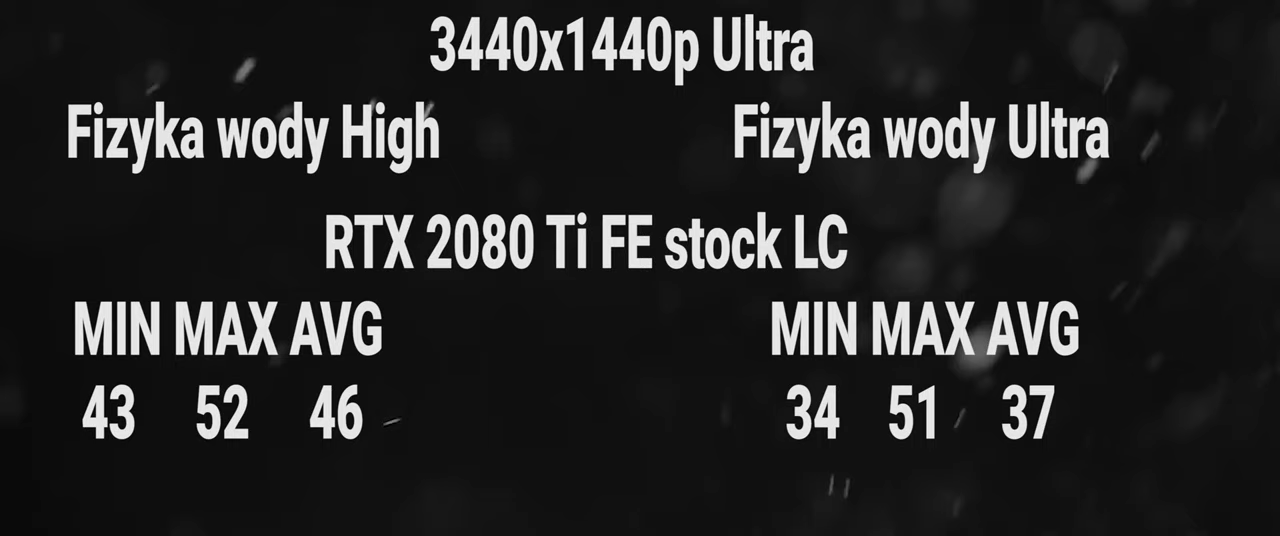 3440x1440p Ultra
Fizyka wody High Fizyka wody Ultra
RTX 2080 Ti FE stock LC
MIN MAX AVG MIN MAX AVG
43 52 46 34 51 37